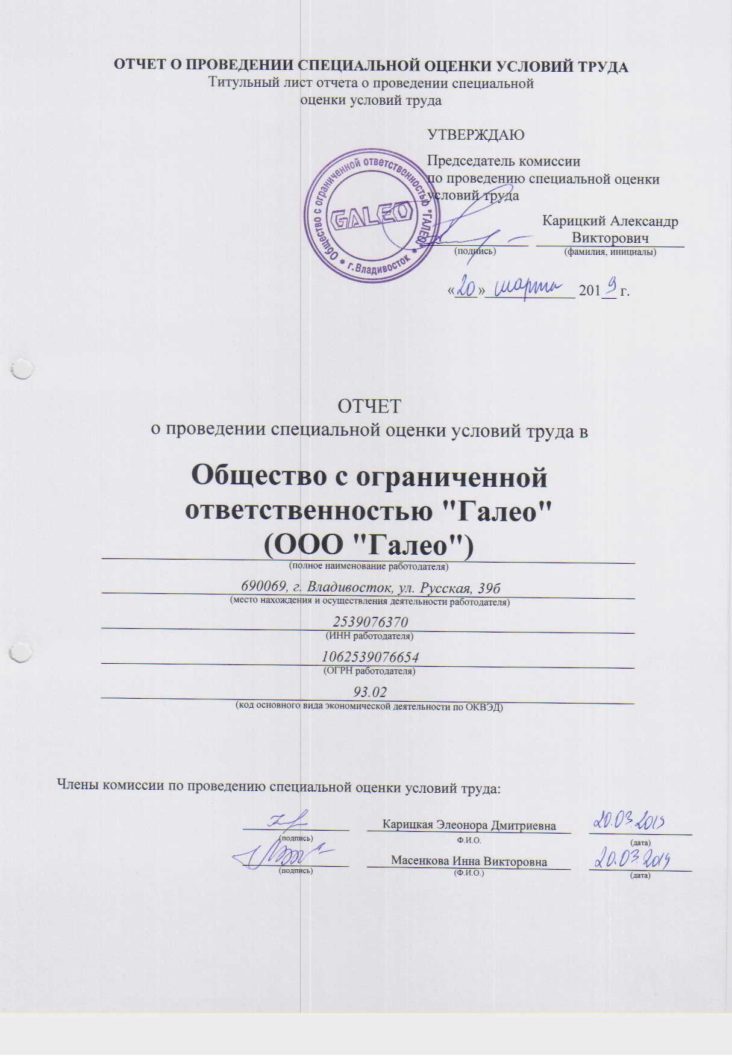 ОТЧЕТ О ПРОВЕДЕНИИ СПЕЦИАЛЬНОЙ ОЦЕНКИ УСЛОВИЙ ТРУДА
Титульный лист отчета о проведении специальной
оценки условий труда
УТВЕРЖДАЮ
Председатель комиссии
по проведению специальной оценки
условий труда
Общество с ограниченной ответственностью "ГАЛЕО"
GALEO
г.Владивосток
Карицкий Александр
Викторович
(подпись) (фамилия, инициалы)
«20» марта 2019 г.
ОТЧЕТ
о проведении специальной оценки условий труда в
Общество с ограниченной
ответственностью "Галео"
(ООО "Галео")
(полное наименование работодателя)
690069, г. Владивосток, ул. Русская, 39б
(место нахождения и осуществления деятельности работодателя)
2539076370
(ИНН работодателя)
1062539076654
(ОГРН работодателя)
93.02
(код основного вида экономической деятельности по ОКВЭД)
Члены комиссии по проведению специальной оценки условий труда:
Карицкая Элеонора Дмитриевна 20.03.2019
(подпись) Ф.И.О. (дата)
Масенкова Инна Викторовна 20.03.2019
(подпись) (Ф.И.О.) (дата)